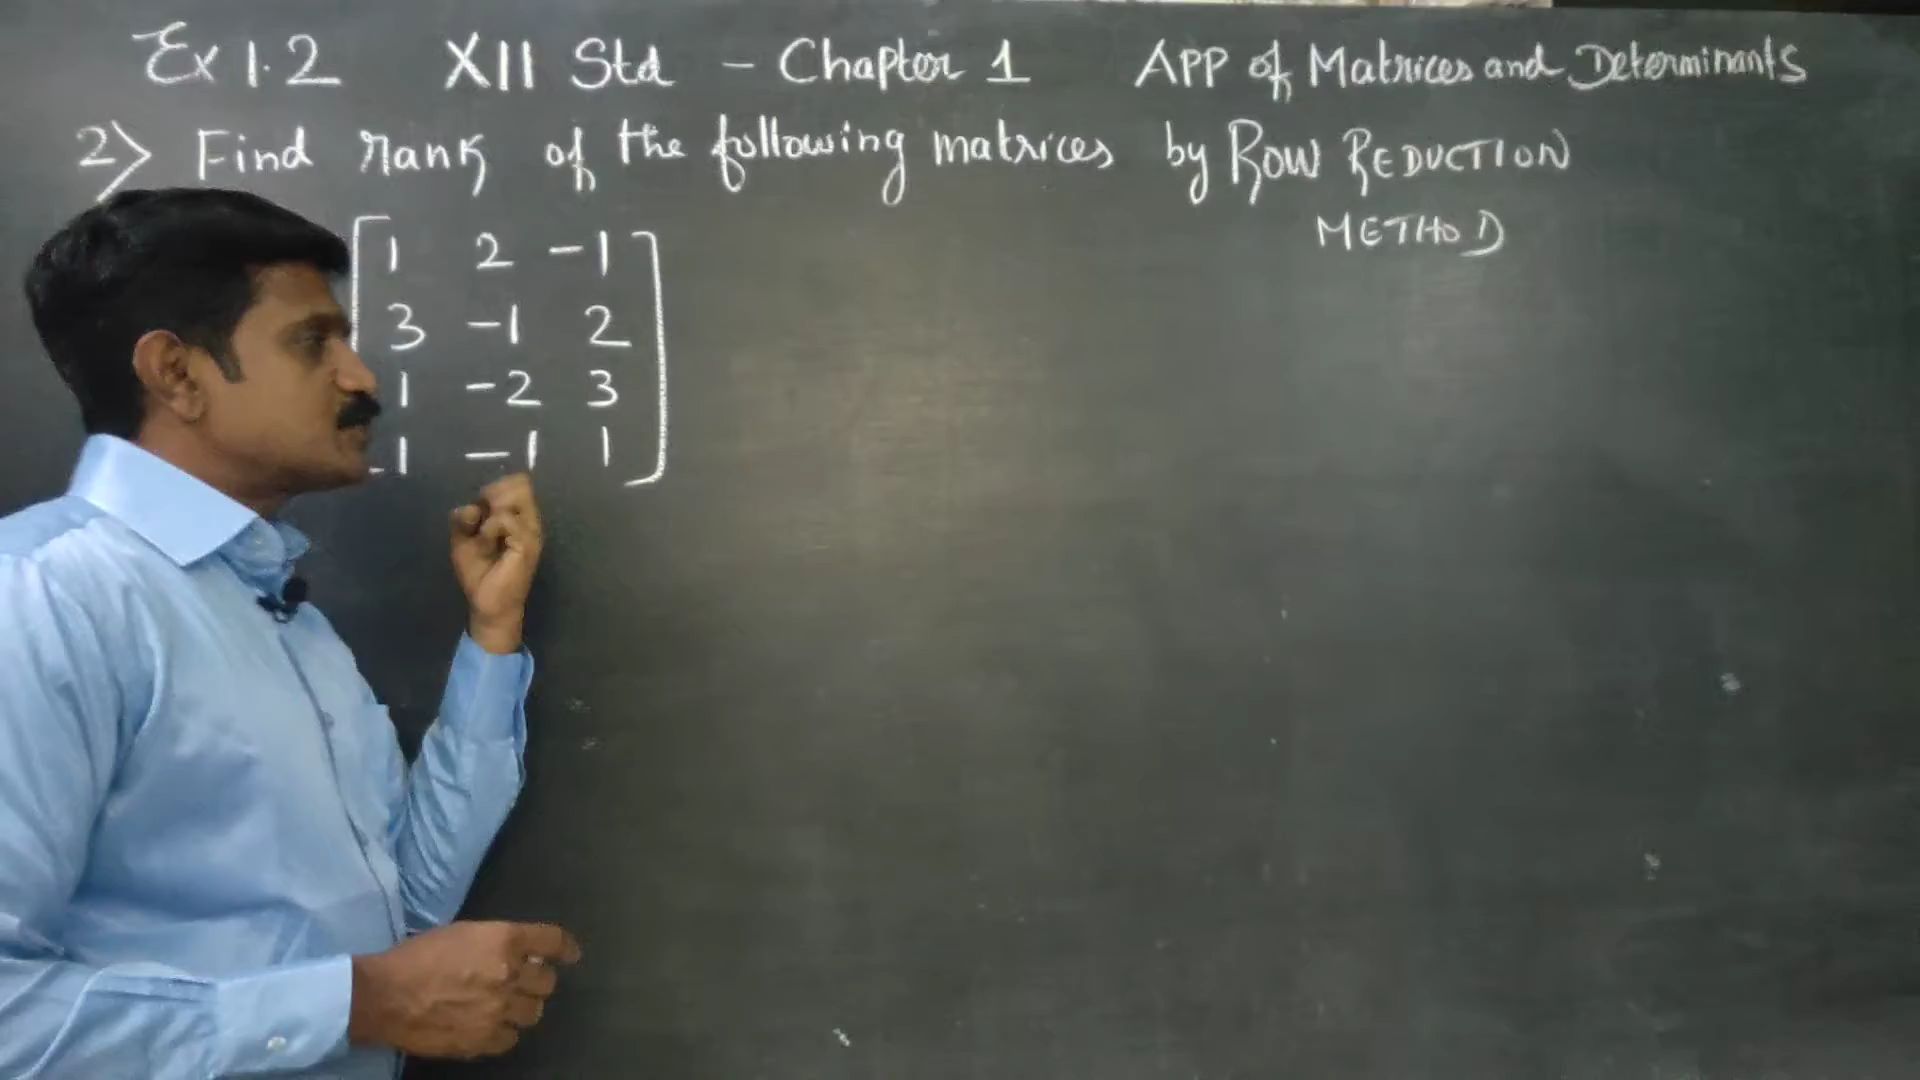 Ex 1.2 XII Std - Chapter 1 APP of Matrices and Determinants
2> Find rank of the following matrices by ROW REDUCTION
METHOD
1 2 -1
3 -1 2
1 -2 3
1 -1 1